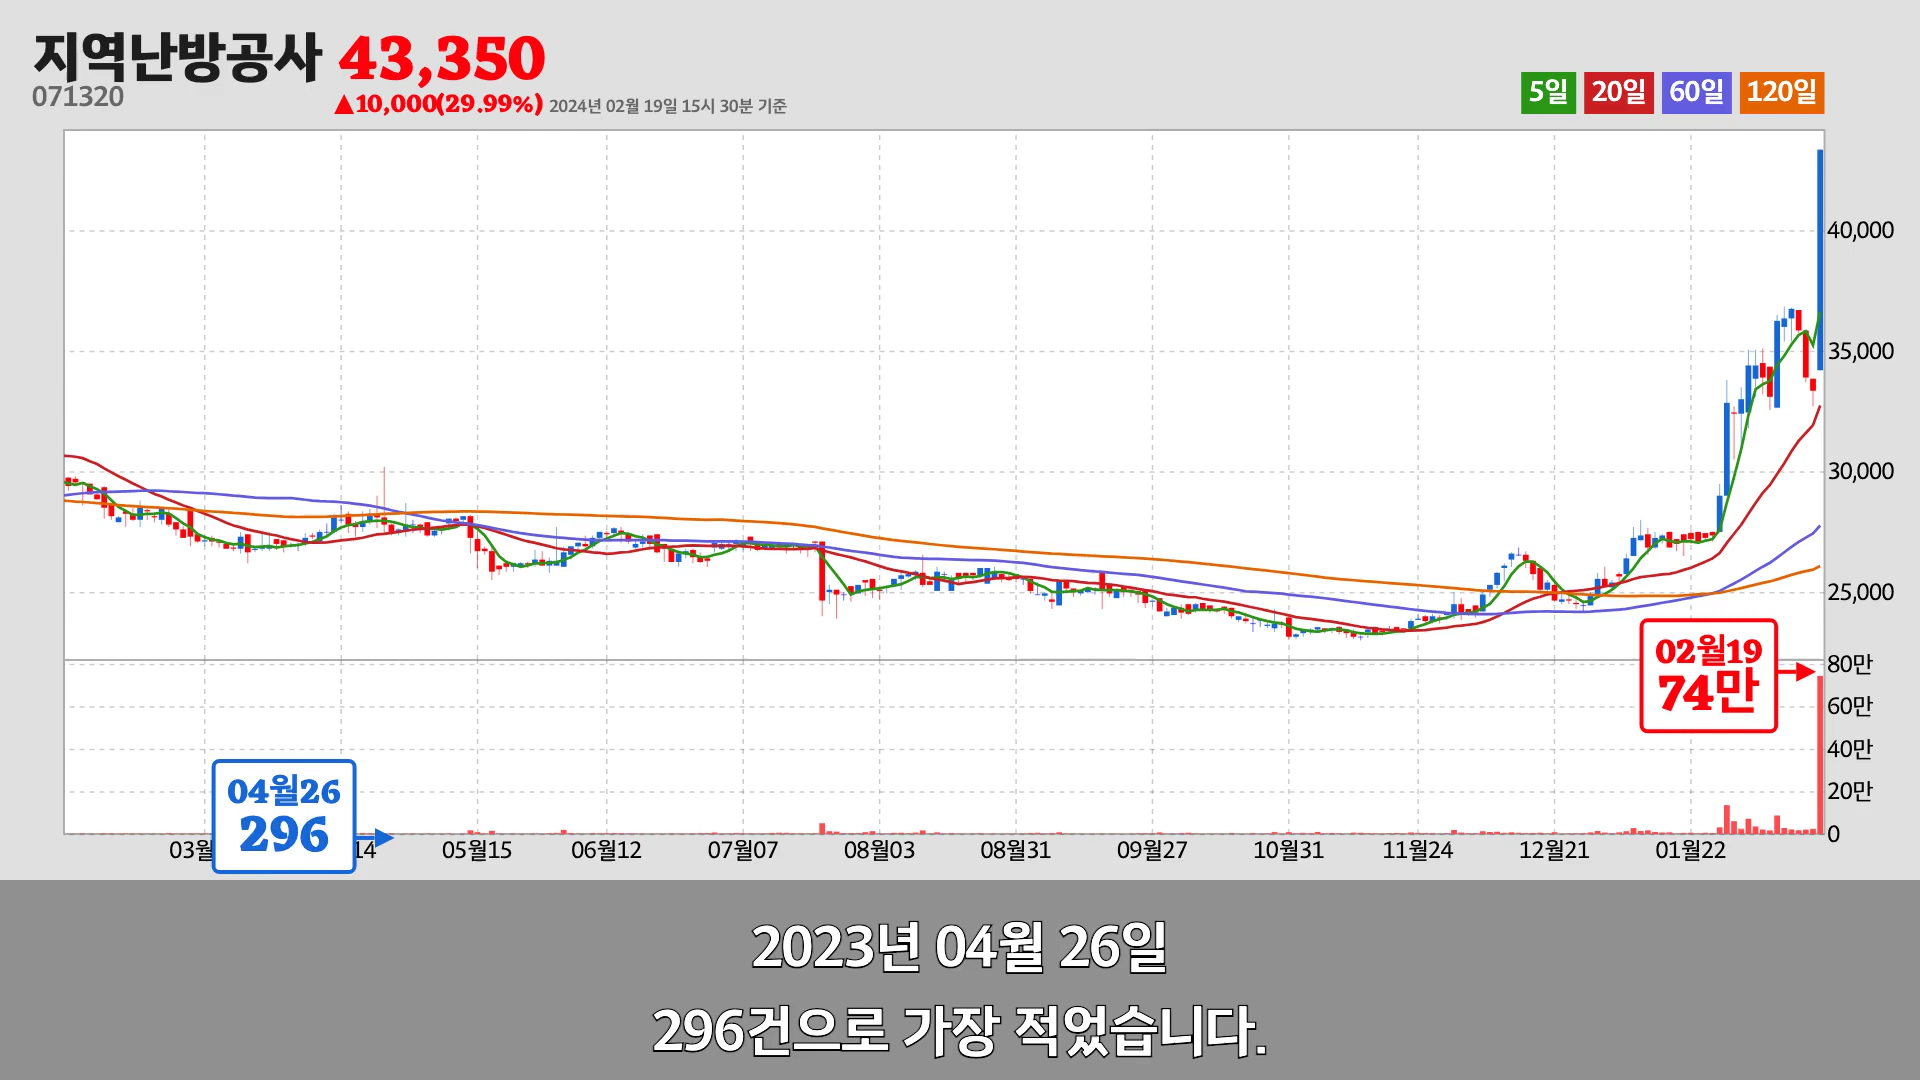 지역난방공사 43,350
071320
▲10,000(29.99%) 2024년 02월 19일 15시 30분 기준
5일 20일 60일 120일
40,000
35,000
30,000
25,000
02월19
74만
80만
60만
40만
20만
0
04월26
296
03월 14 05월15 06월12 07월07 08월03 08월31 09월27 10월31 11월24 12월21 01월22
2023년 04월 26일
296건으로 가장 적었습니다.